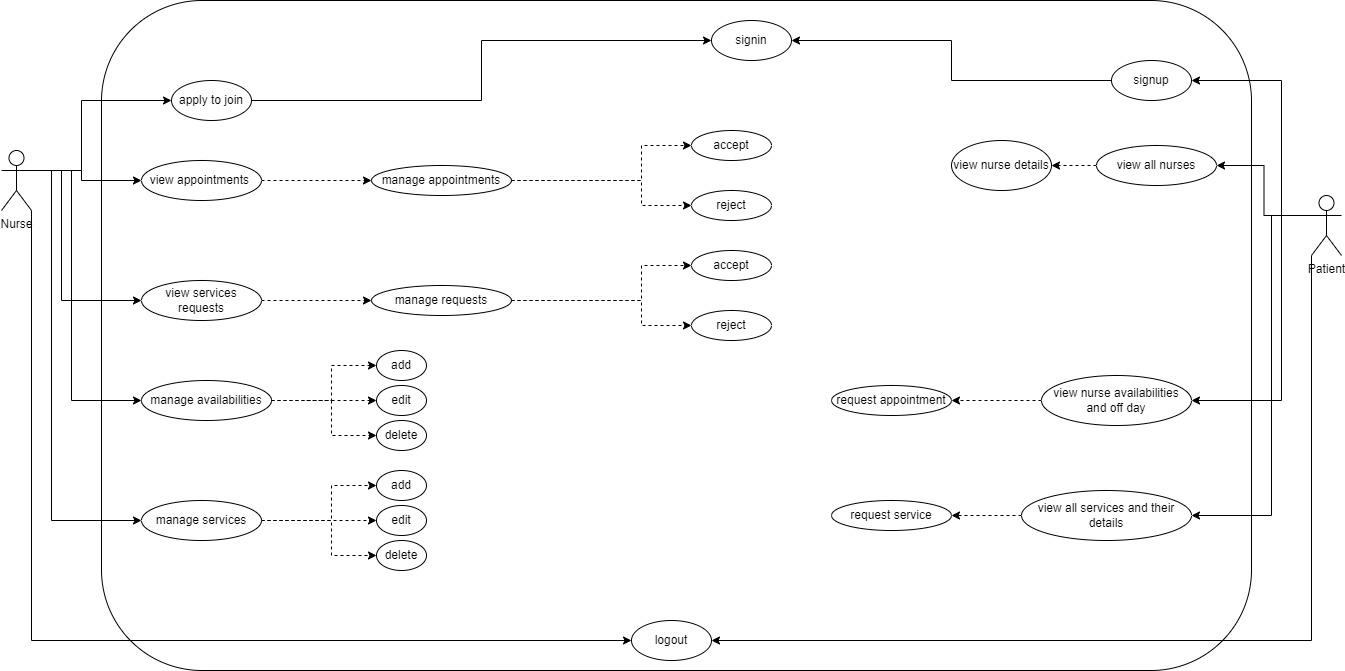 signin
signup
apply to join
accept
view nurse details
view all nurses
view appointments
manage appointments
reject
Nurse
Patient
accept
view services
requests
manage requests
reject
add
manage availabilities
edit
delete
request appointment
view nurse availabilities
and off day
add
manage services
edit
delete
request service
view all services and their
details
logout